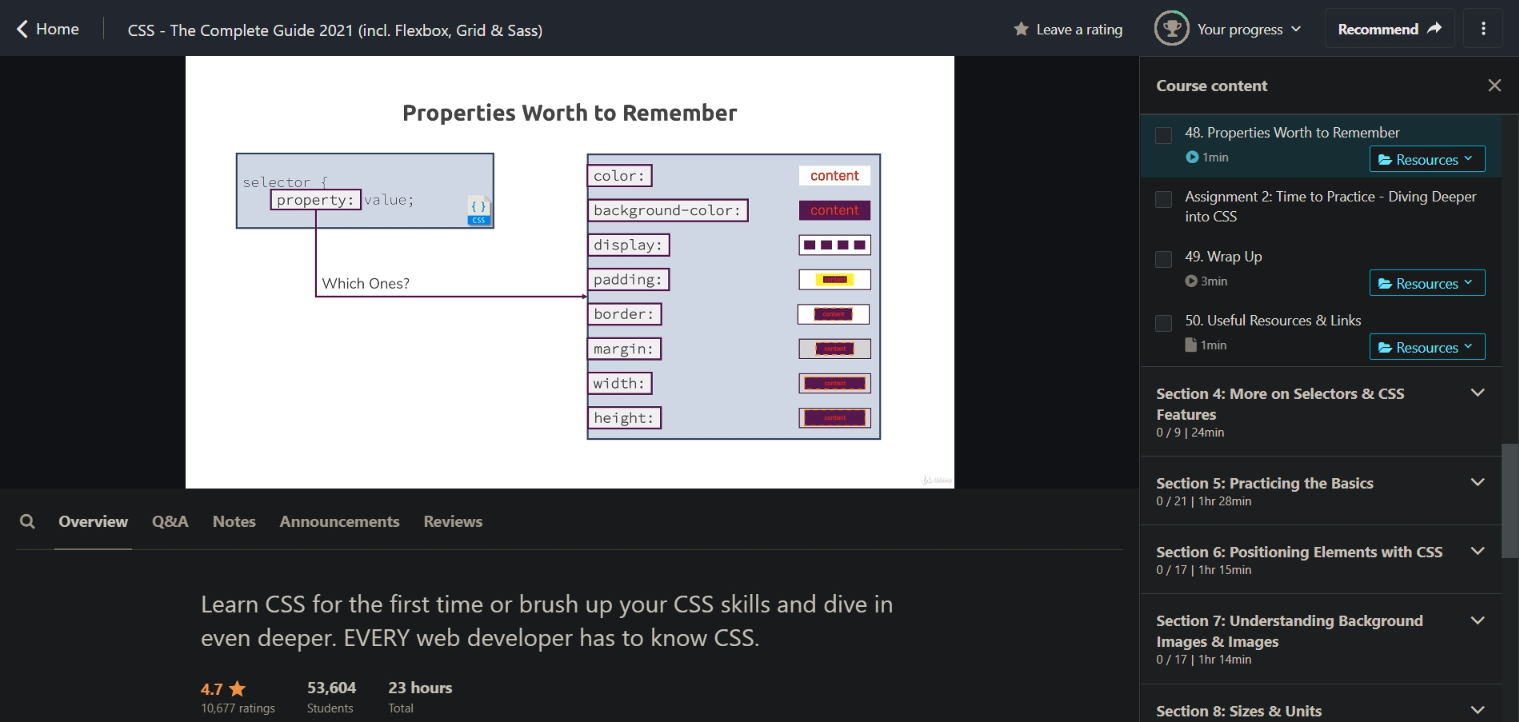 Home
CSS - The Complete Guide 2021 (incl. Flexbox, Grid & Sass)
Leave a rating
Your progress
Recommend
Properties Worth to Remember
selector {
property: value;
{ }
CSS
Which Ones?
color:
content
background-color:
content
display:
padding:
border:
content
margin:
content
width:
content
height:
content
Course content
48. Properties Worth to Remember
1min
Resources
Assignment 2: Time to Practice - Diving Deeper
into CSS
49. Wrap Up
3min
Resources
50. Useful Resources & Links
1min
Resources
Section 4: More on Selectors & CSS
Features
0 / 9 | 24min
Section 5: Practicing the Basics
0 / 21 | 1hr 28min
Section 6: Positioning Elements with CSS
0 / 17 | 1hr 15min
Section 7: Understanding Background
Images & Images
0 / 17 | 1hr 14min
Section 8: Sizes & Units
Overview
Q&A
Notes
Announcements
Reviews
Learn CSS for the first time or brush up your CSS skills and dive in
even deeper. EVERY web developer has to know CSS.
4.7
10,677 ratings
53,604
Students
23 hours
Total